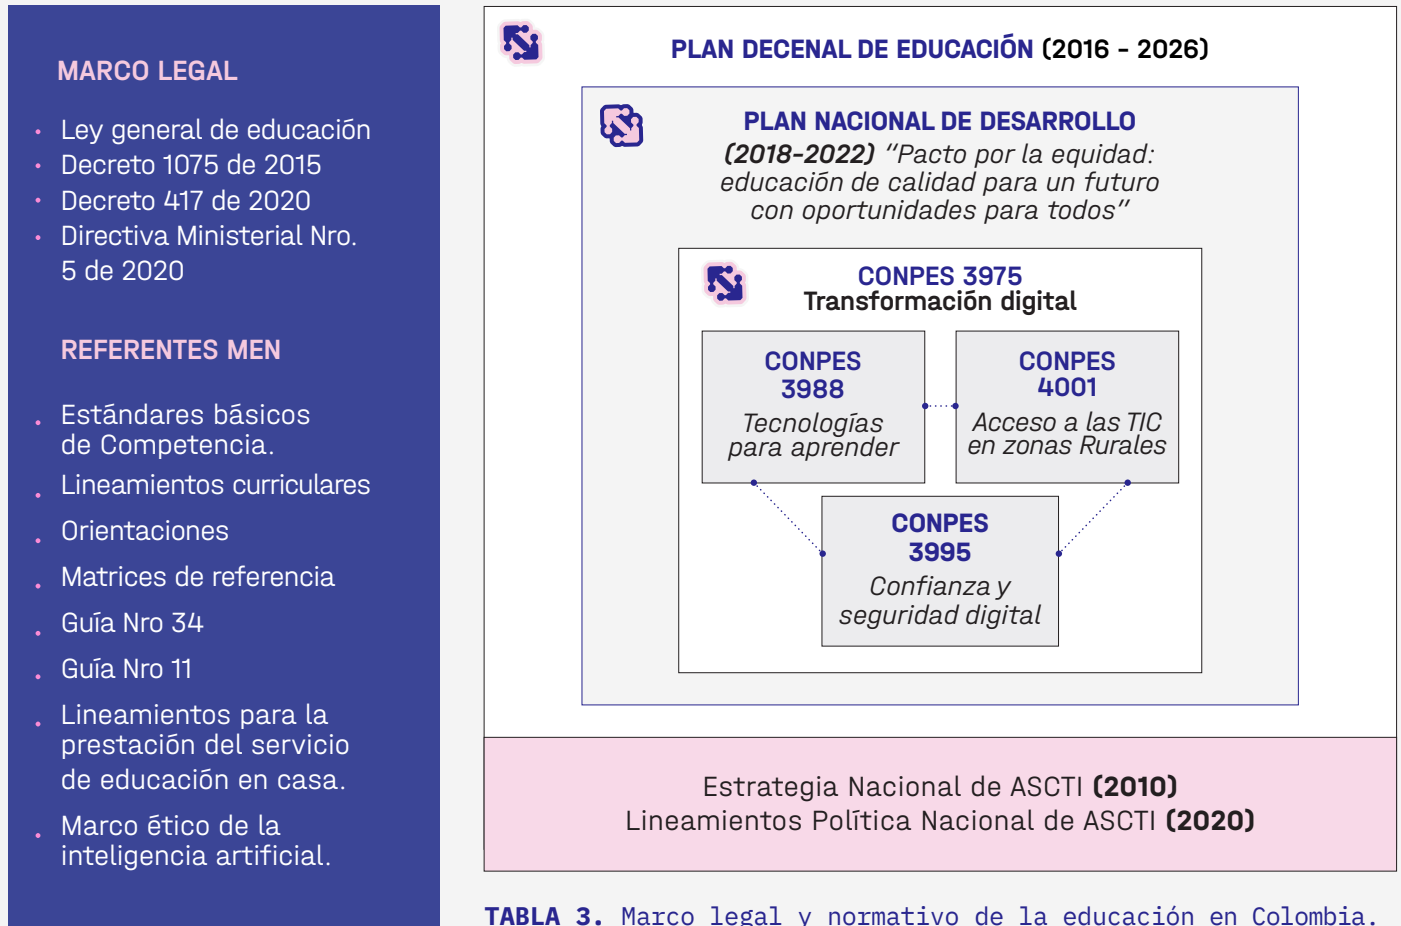 MARCO LEGAL
· Ley general de educación
· Decreto 1075 de 2015
· Decreto 417 de 2020
· Directiva Ministerial Nro.
5 de 2020
REFERENTES MEN
. Estándares básicos
de Competencia.
. Lineamientos curriculares
. Orientaciones
. Matrices de referencia
. Guía Nro 34
. Guía Nro 11
. Lineamientos para la
prestación del servicio
de educación en casa.
. Marco ético de la
inteligencia artificial.
PLAN DECENAL DE EDUCACIÓN (2016 - 2026)
PLAN NACIONAL DE DESARROLLO
(2018-2022) “Pacto por la equidad:
educación de calidad para un futuro
con oportunidades para todos”
CONPES 3975
Transformación digital
CONPES
3988
Tecnologías
para aprender
CONPES
4001
Acceso a las TIC
en zonas Rurales
CONPES
3995
Confianza y
seguridad digital
Estrategia Nacional de ASCTI (2010)
Lineamientos Política Nacional de ASCTI (2020)
TABLA 3. Marco legal y normativo de la educación en Colombia.